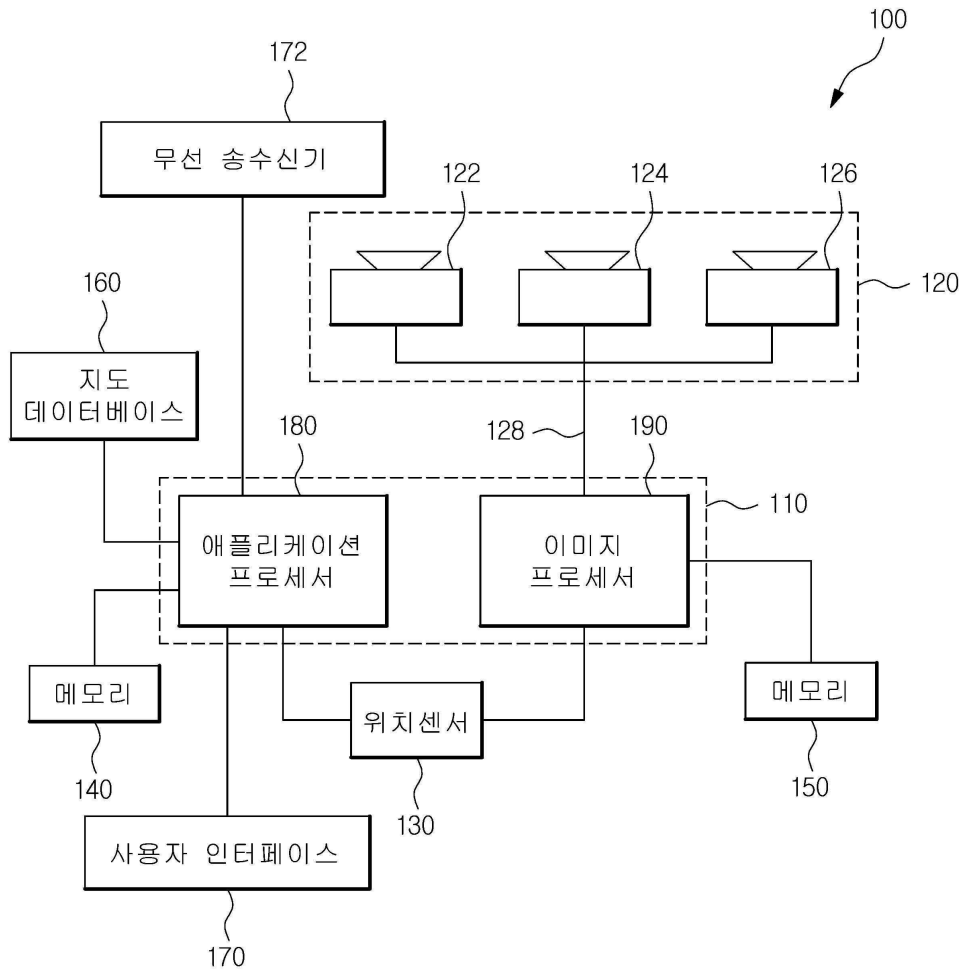 100
172
무선 송수신기
122
124
126
120
160
지도
데이터베이스
180
128
190
110
애플리케이션
프로세서
이미지
프로세서
메모리
140
위치센서
130
메모리
150
사용자 인터페이스
170